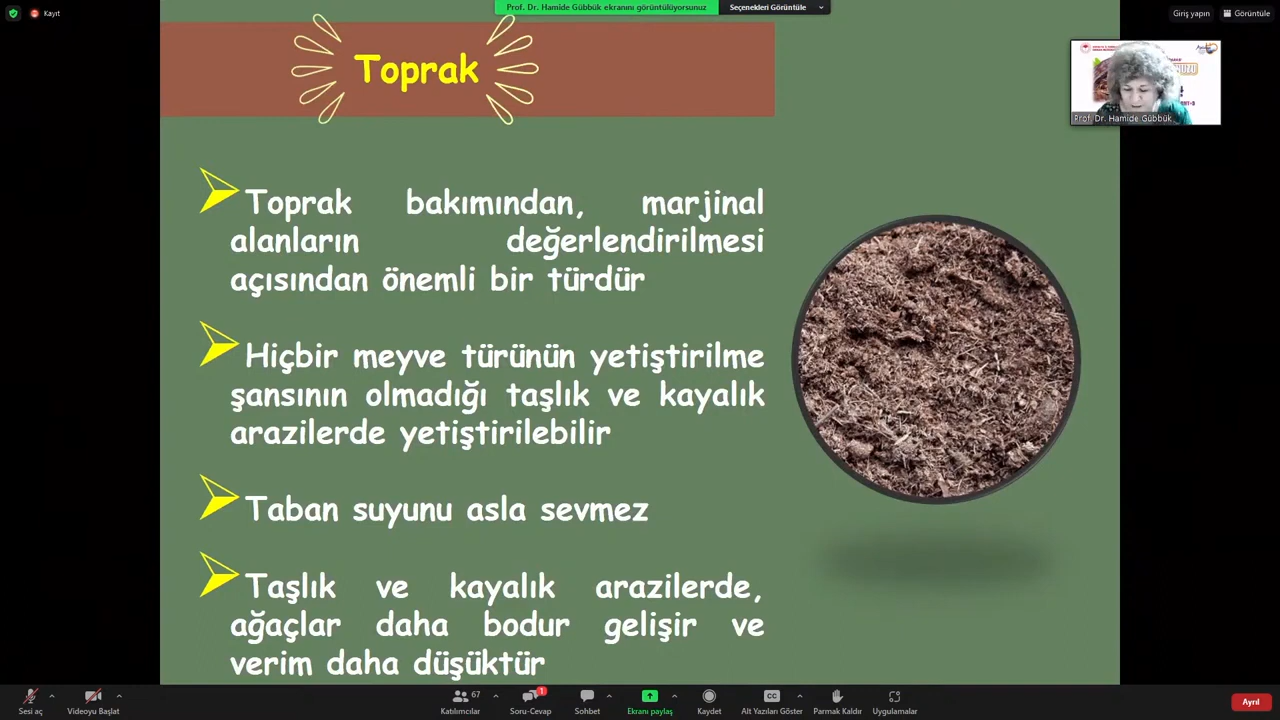 Kayıt
Prof. Dr. Hamide Gübbük ekranını görüntülüyorsunuz
Seçenekleri Görüntüle
Giriş yapın
Görüntüle
Prof. Dr. Hamide Gübbük
Toprak
Toprak bakımından, marjinal
alanların değerlendirilmesi
açısından önemli bir türdür
Hiçbir meyve türünün yetiştirilme
şansının olmadığı taşlık ve kayalık
arazilerde yetiştirilebilir
Taban suyunu asla sevmez
Taşlık ve kayalık arazilerde,
ağaçlar daha bodur gelişir ve
verim daha düşüktür
Sesi aç
Videoyu Başlat
67
Katılımcılar
1
Soru-Cevap
Sohbet
Ekranı paylaş
Kaydet
CC
Alt Yazıları Göster
Parmak Kaldır
Uygulamalar
Ayrıl